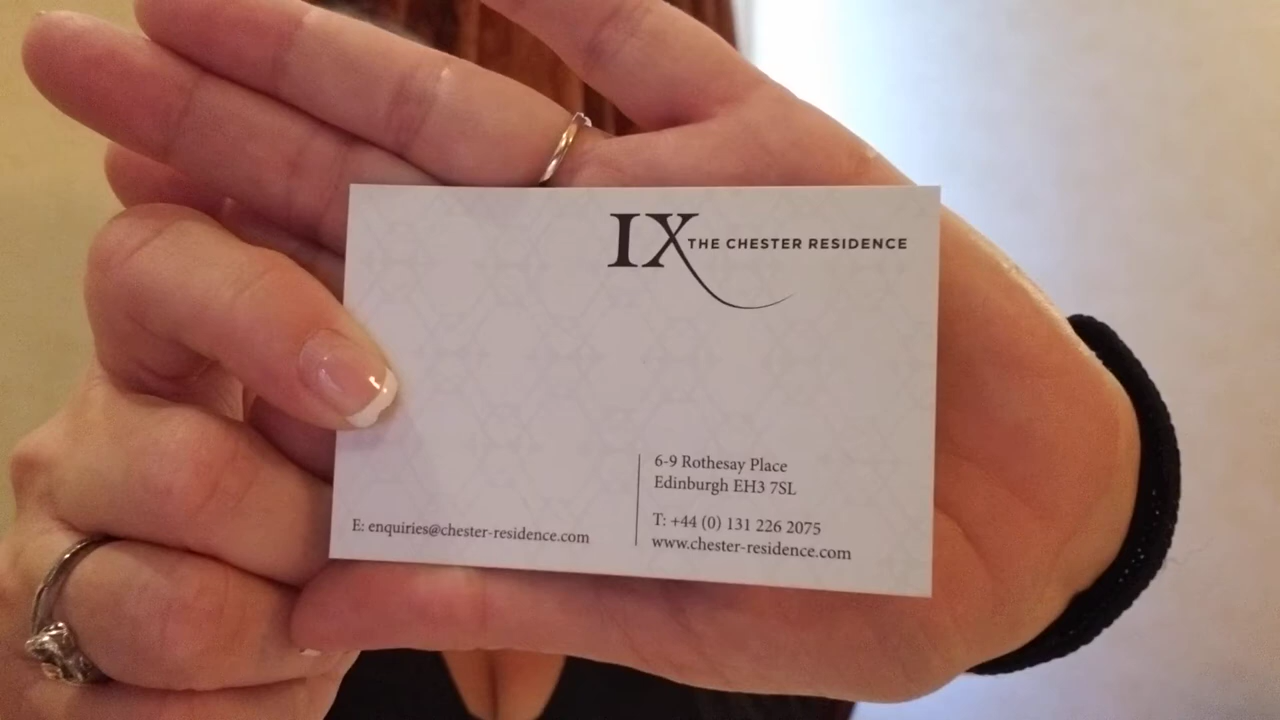 IX THE CHESTER RESIDENCE
E: enquiries@chester-residence.com
6-9 Rothesay Place
Edinburgh EH3 7SL
T: +44 (0) 131 226 2075
www.chester-residence.com